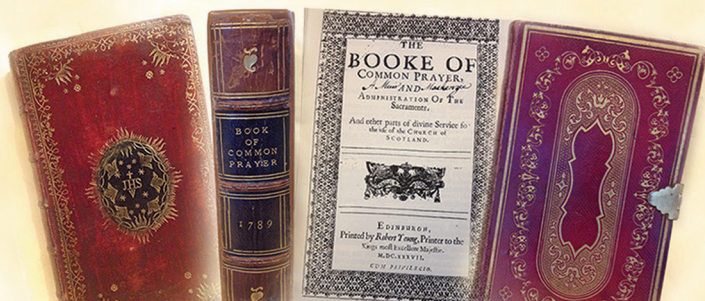 IHS
BOOK
OF
COMMON
PRAYER
1789
THE
BOOKE OF
COMMON PRAYER,
AND Mackenzie
ADMINISTRATION OF THE
Sacraments.
And other parts of divine Service fo
the use of the CHURCH of
SCOTLAND.
EDINBURGH,
Printed by Robert Young, Printer to the
Kings most Excellent Majestie.
M.DC.XXXVII.
CUM PRIVILEGIO.